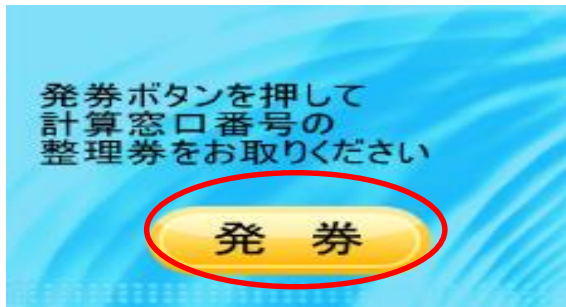 発券ボタンを押して
計算窓口番号の
整理券をお取りください
発　券